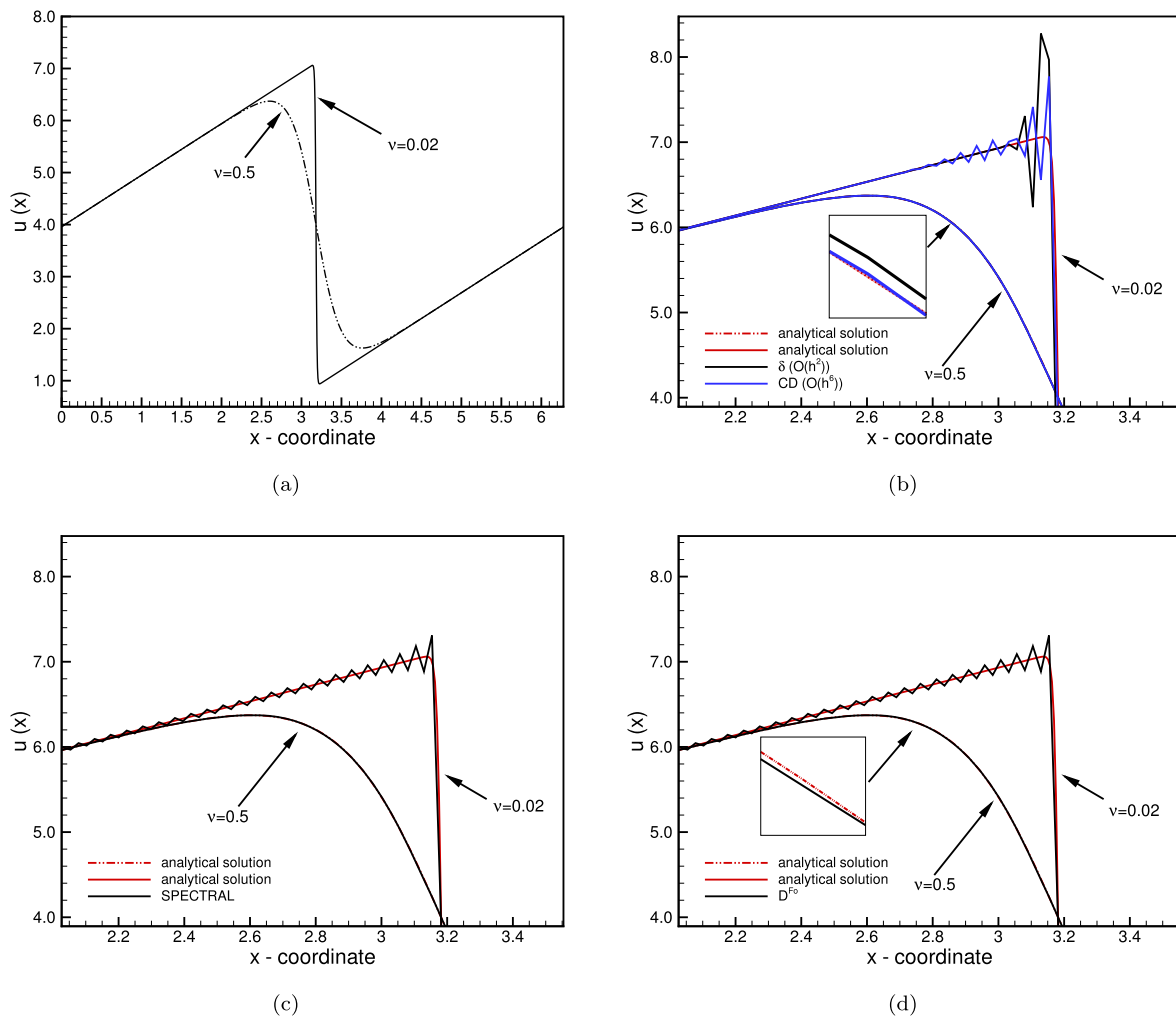 8.0
7.0
6.0
5.0
4.0
3.0
2.0
1.0
u (x)
ν=0.02
ν=0.5
0 0.5 1 1.5 2 2.5 3 3.5 4 4.5 5 5.5 6
x - coordinate
(a)
8.0
7.0
6.0
5.0
4.0
u (x)
ν=0.02
ν=0.5
analytical solution
analytical solution
δ (O(h²))
CD (O(h⁶))
2.2 2.4 2.6 2.8 3 3.2 3.4
x - coordinate
(b)
8.0
7.0
6.0
5.0
4.0
u (x)
ν=0.02
ν=0.5
analytical solution
analytical solution
SPECTRAL
2.2 2.4 2.6 2.8 3 3.2 3.4
x - coordinate
(c)
8.0
7.0
6.0
5.0
4.0
u (x)
ν=0.02
ν=0.5
analytical solution
analytical solution
D^Fo
2.2 2.4 2.6 2.8 3 3.2 3.4
x - coordinate
(d)